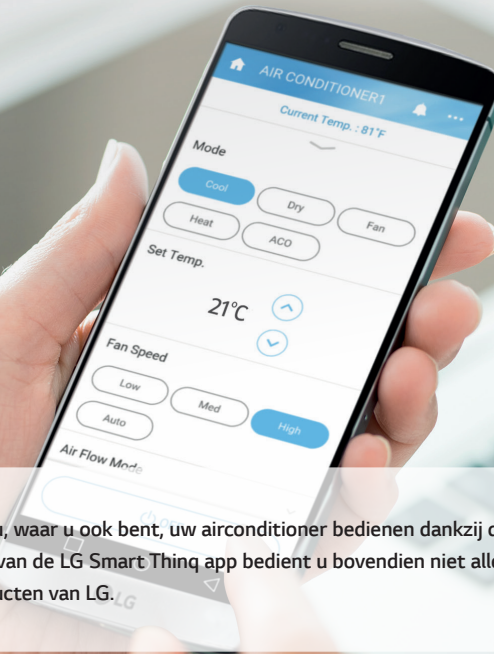 AIR CONDITIONER1
Current Temp. : 81°F
Mode
Cool
Dry
Fan
Heat
ACO
Set Temp.
21°C
Fan Speed
Low
Med
High
Auto
Air Flow Mode
waar u ook bent, uw airconditioner bedienen dankzij
van de LG Smart Thinq app bedient u bovendien niet alle
ucten van LG.
LG